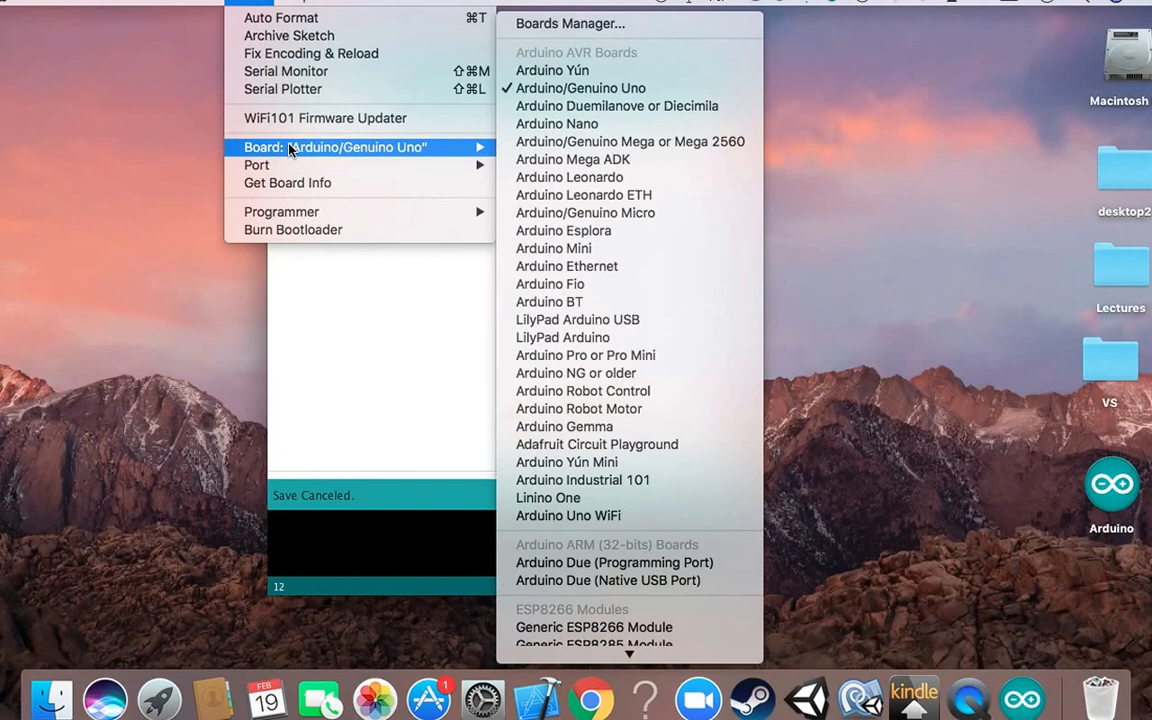 Auto Format ⌘T
Archive Sketch
Fix Encoding & Reload
Serial Monitor ⇧⌘M
Serial Plotter ⇧⌘L
WiFi101 Firmware Updater
Board: "Arduino/Genuino Uno"
Port
Get Board Info
Programmer
Burn Bootloader
Boards Manager...
Arduino AVR Boards
Arduino Yún
✓ Arduino/Genuino Uno
Arduino Duemilanove or Diecimila
Arduino Nano
Arduino/Genuino Mega or Mega 2560
Arduino Mega ADK
Arduino Leonardo
Arduino Leonardo ETH
Arduino/Genuino Micro
Arduino Esplora
Arduino Mini
Arduino Ethernet
Arduino Fio
Arduino BT
LilyPad Arduino USB
LilyPad Arduino
Arduino Pro or Pro Mini
Arduino NG or older
Arduino Robot Control
Arduino Robot Motor
Arduino Gemma
Adafruit Circuit Playground
Arduino Yún Mini
Arduino Industrial 101
Linino One
Arduino Uno WiFi
Arduino ARM (32-bits) Boards
Arduino Due (Programming Port)
Arduino Due (Native USB Port)
ESP8266 Modules
Generic ESP8266 Module
Generic ESP8285 Module
Save Canceled.
12
Macintosh
desktop2
Lectures
VS
Arduino
FEB
19
1
?
kindle